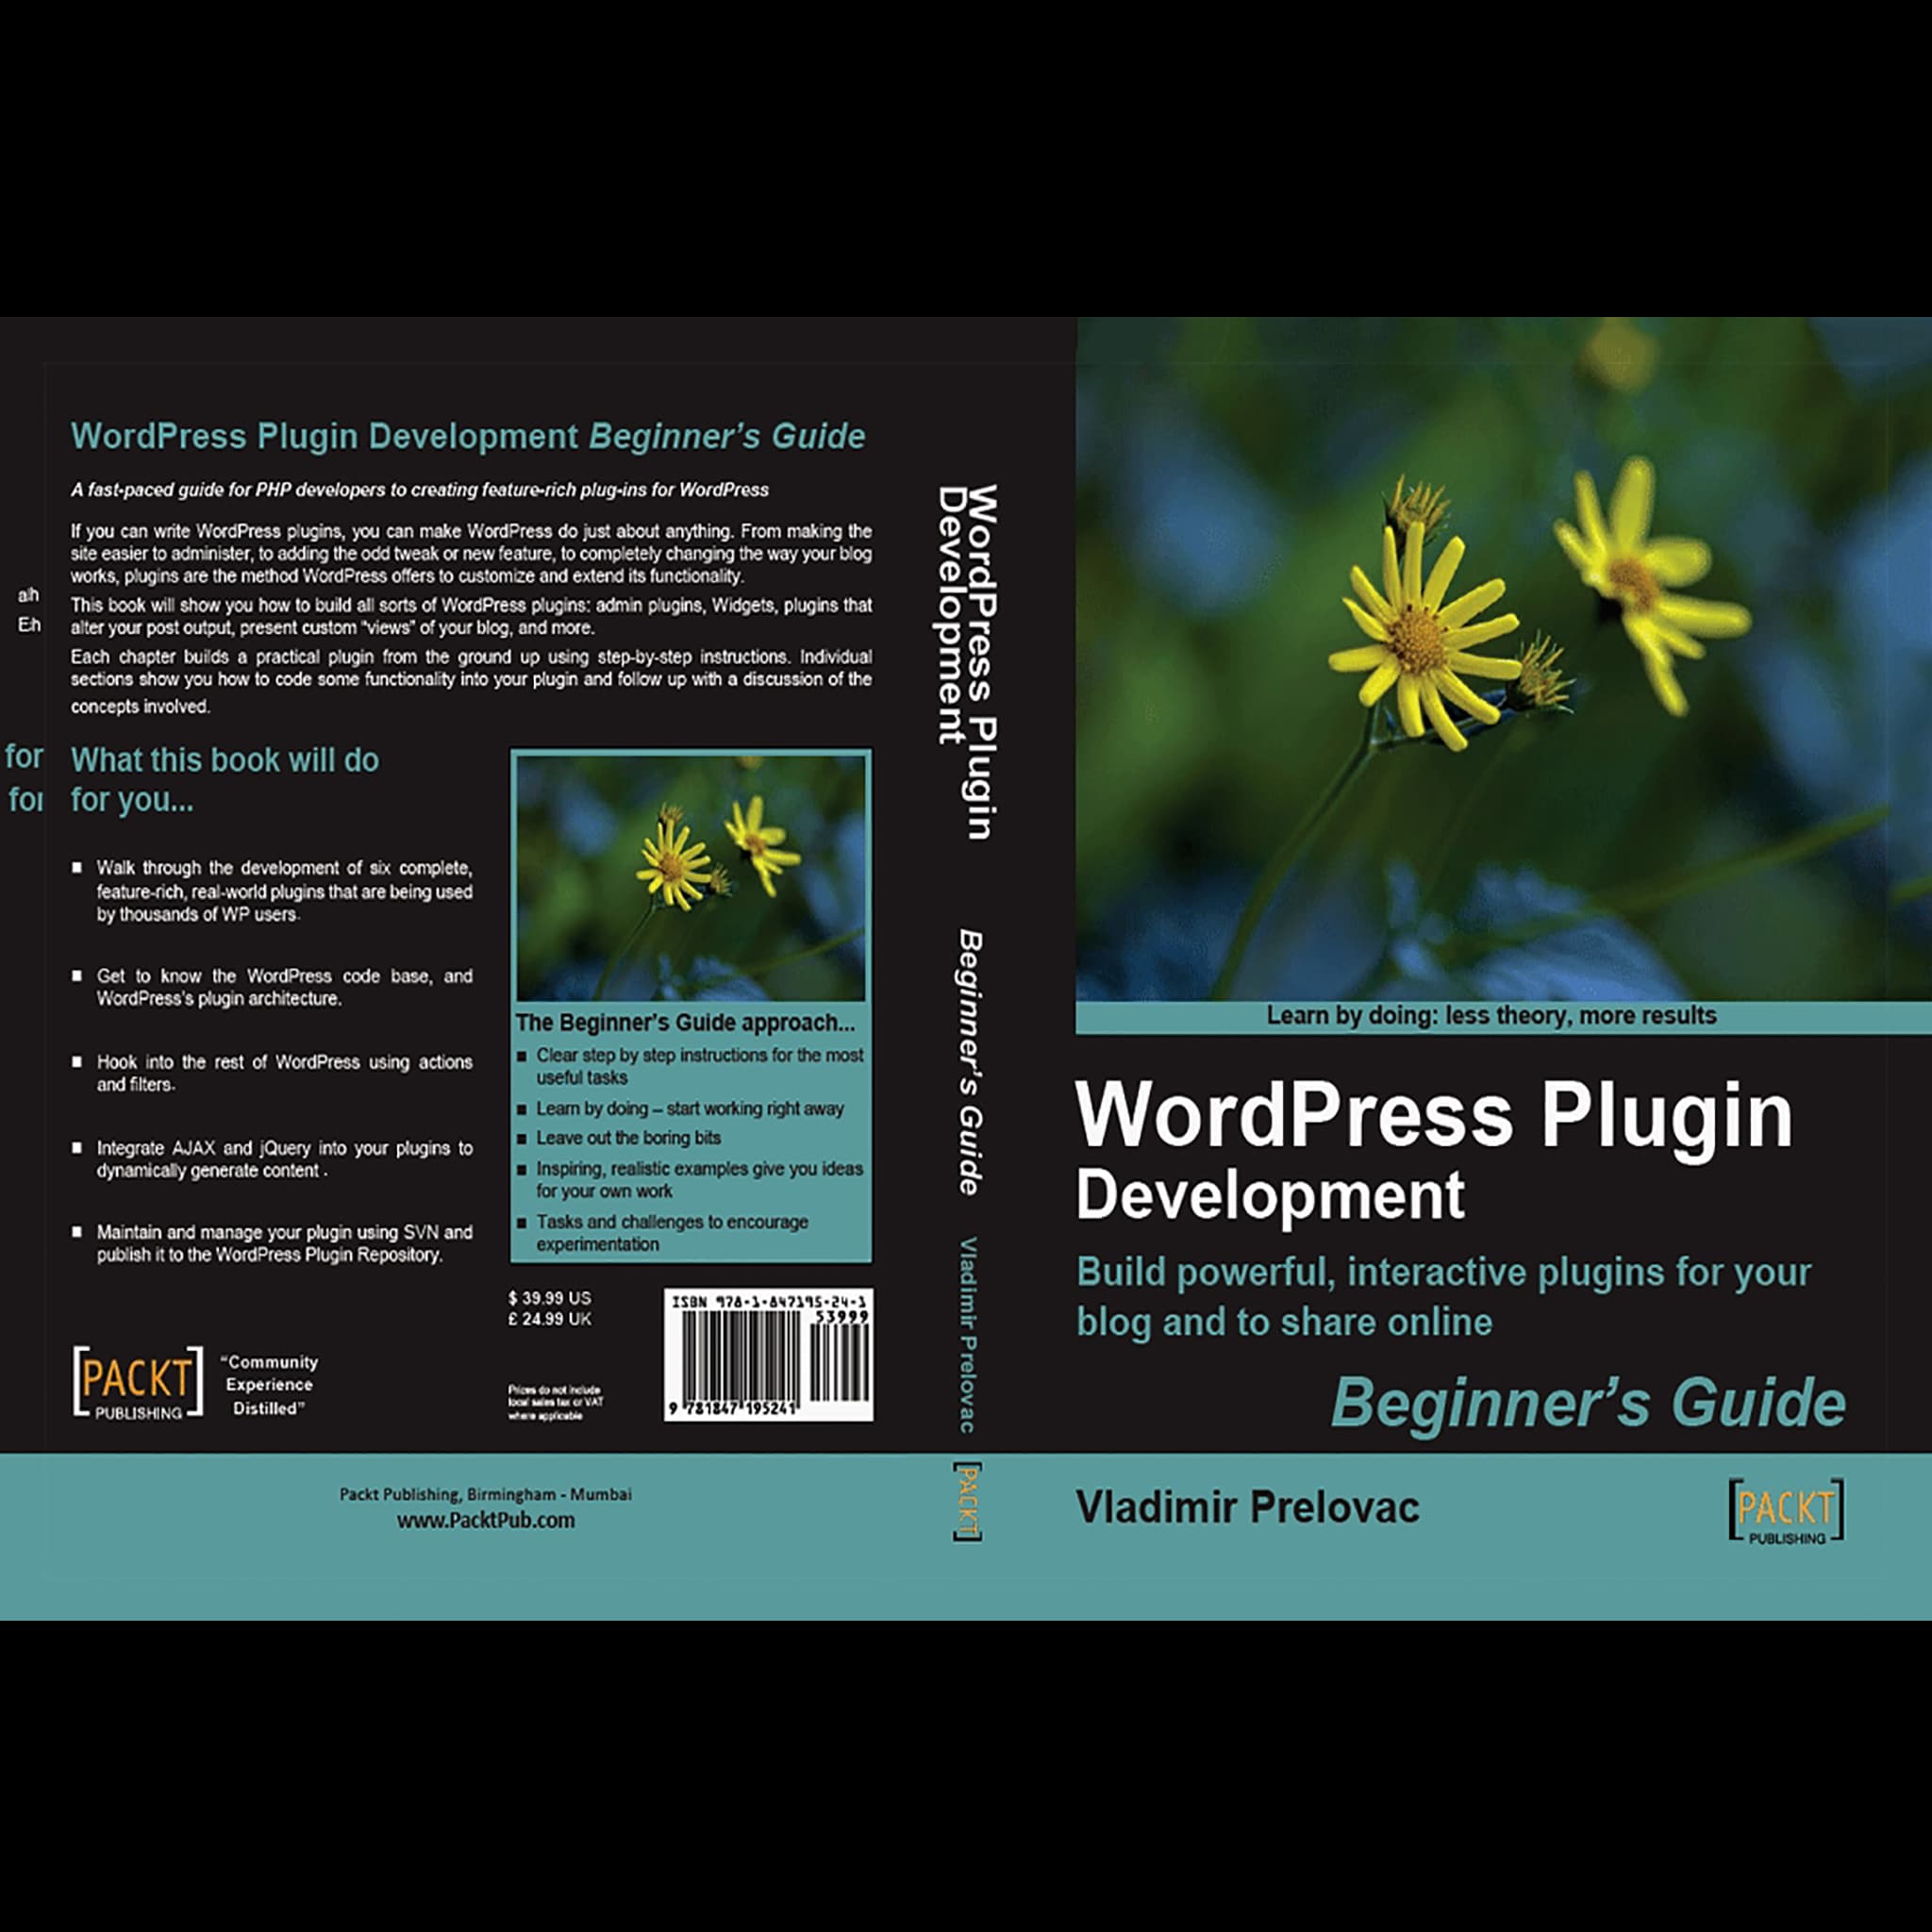 WordPress Plugin Development Beginner's Guide
A fast-paced guide for PHP developers to creating feature-rich plug-ins for WordPress
If you can write WordPress plugins, you can make WordPress do just about anything. From making the
site easier to administer, to adding the odd tweak or new feature, to completely changing the way your blog
works, plugins are the method WordPress offers to customize and extend its functionality.
This book will show you how to build all sorts of WordPress plugins: admin plugins, Widgets, plugins that
alter your post output, present custom "views" of your blog, and more.
Each chapter builds a practical plugin from the ground up using step-by-step instructions. Individual
sections show you how to code some functionality into your plugin and follow up with a discussion of the
concepts involved.
for
for
What this book will do
for you...
Walk through the development of six complete,
feature-rich, real-world plugins that are being used
by thousands of WP users.
Get to know the WordPress code base, and
WordPress's plugin architecture.
Hook into the rest of WordPress using actions
and filters.
Integrate AJAX and jQuery into your plugins to
dynamically generate content .
Maintain and manage your plugin using SVN and
publish it to the WordPress Plugin Repository.
The Beginner's Guide approach...
Clear step by step instructions for the most
useful tasks
Learn by doing – start working right away
Leave out the boring bits
Inspiring, realistic examples give you ideas
for your own work
Tasks and challenges to encourage
experimentation
$ 39.99 US
£ 24.99 UK
Prices do not include
local sales tax or VAT
where applicable
ISBN 978-1-847195-24-1
53999
9 781847 195241
PACKT
PUBLISHING
"Community
Experience
Distilled"
Packt Publishing, Birmingham - Mumbai
www.PacktPub.com
WordPress Plugin
Development
Beginner's Guide
Vladimir Prelovac
PACKT
Learn by doing: less theory, more results
WordPress Plugin
Development
Build powerful, interactive plugins for your
blog and to share online
Beginner's Guide
Vladimir Prelovac
PACKT
PUBLISHING